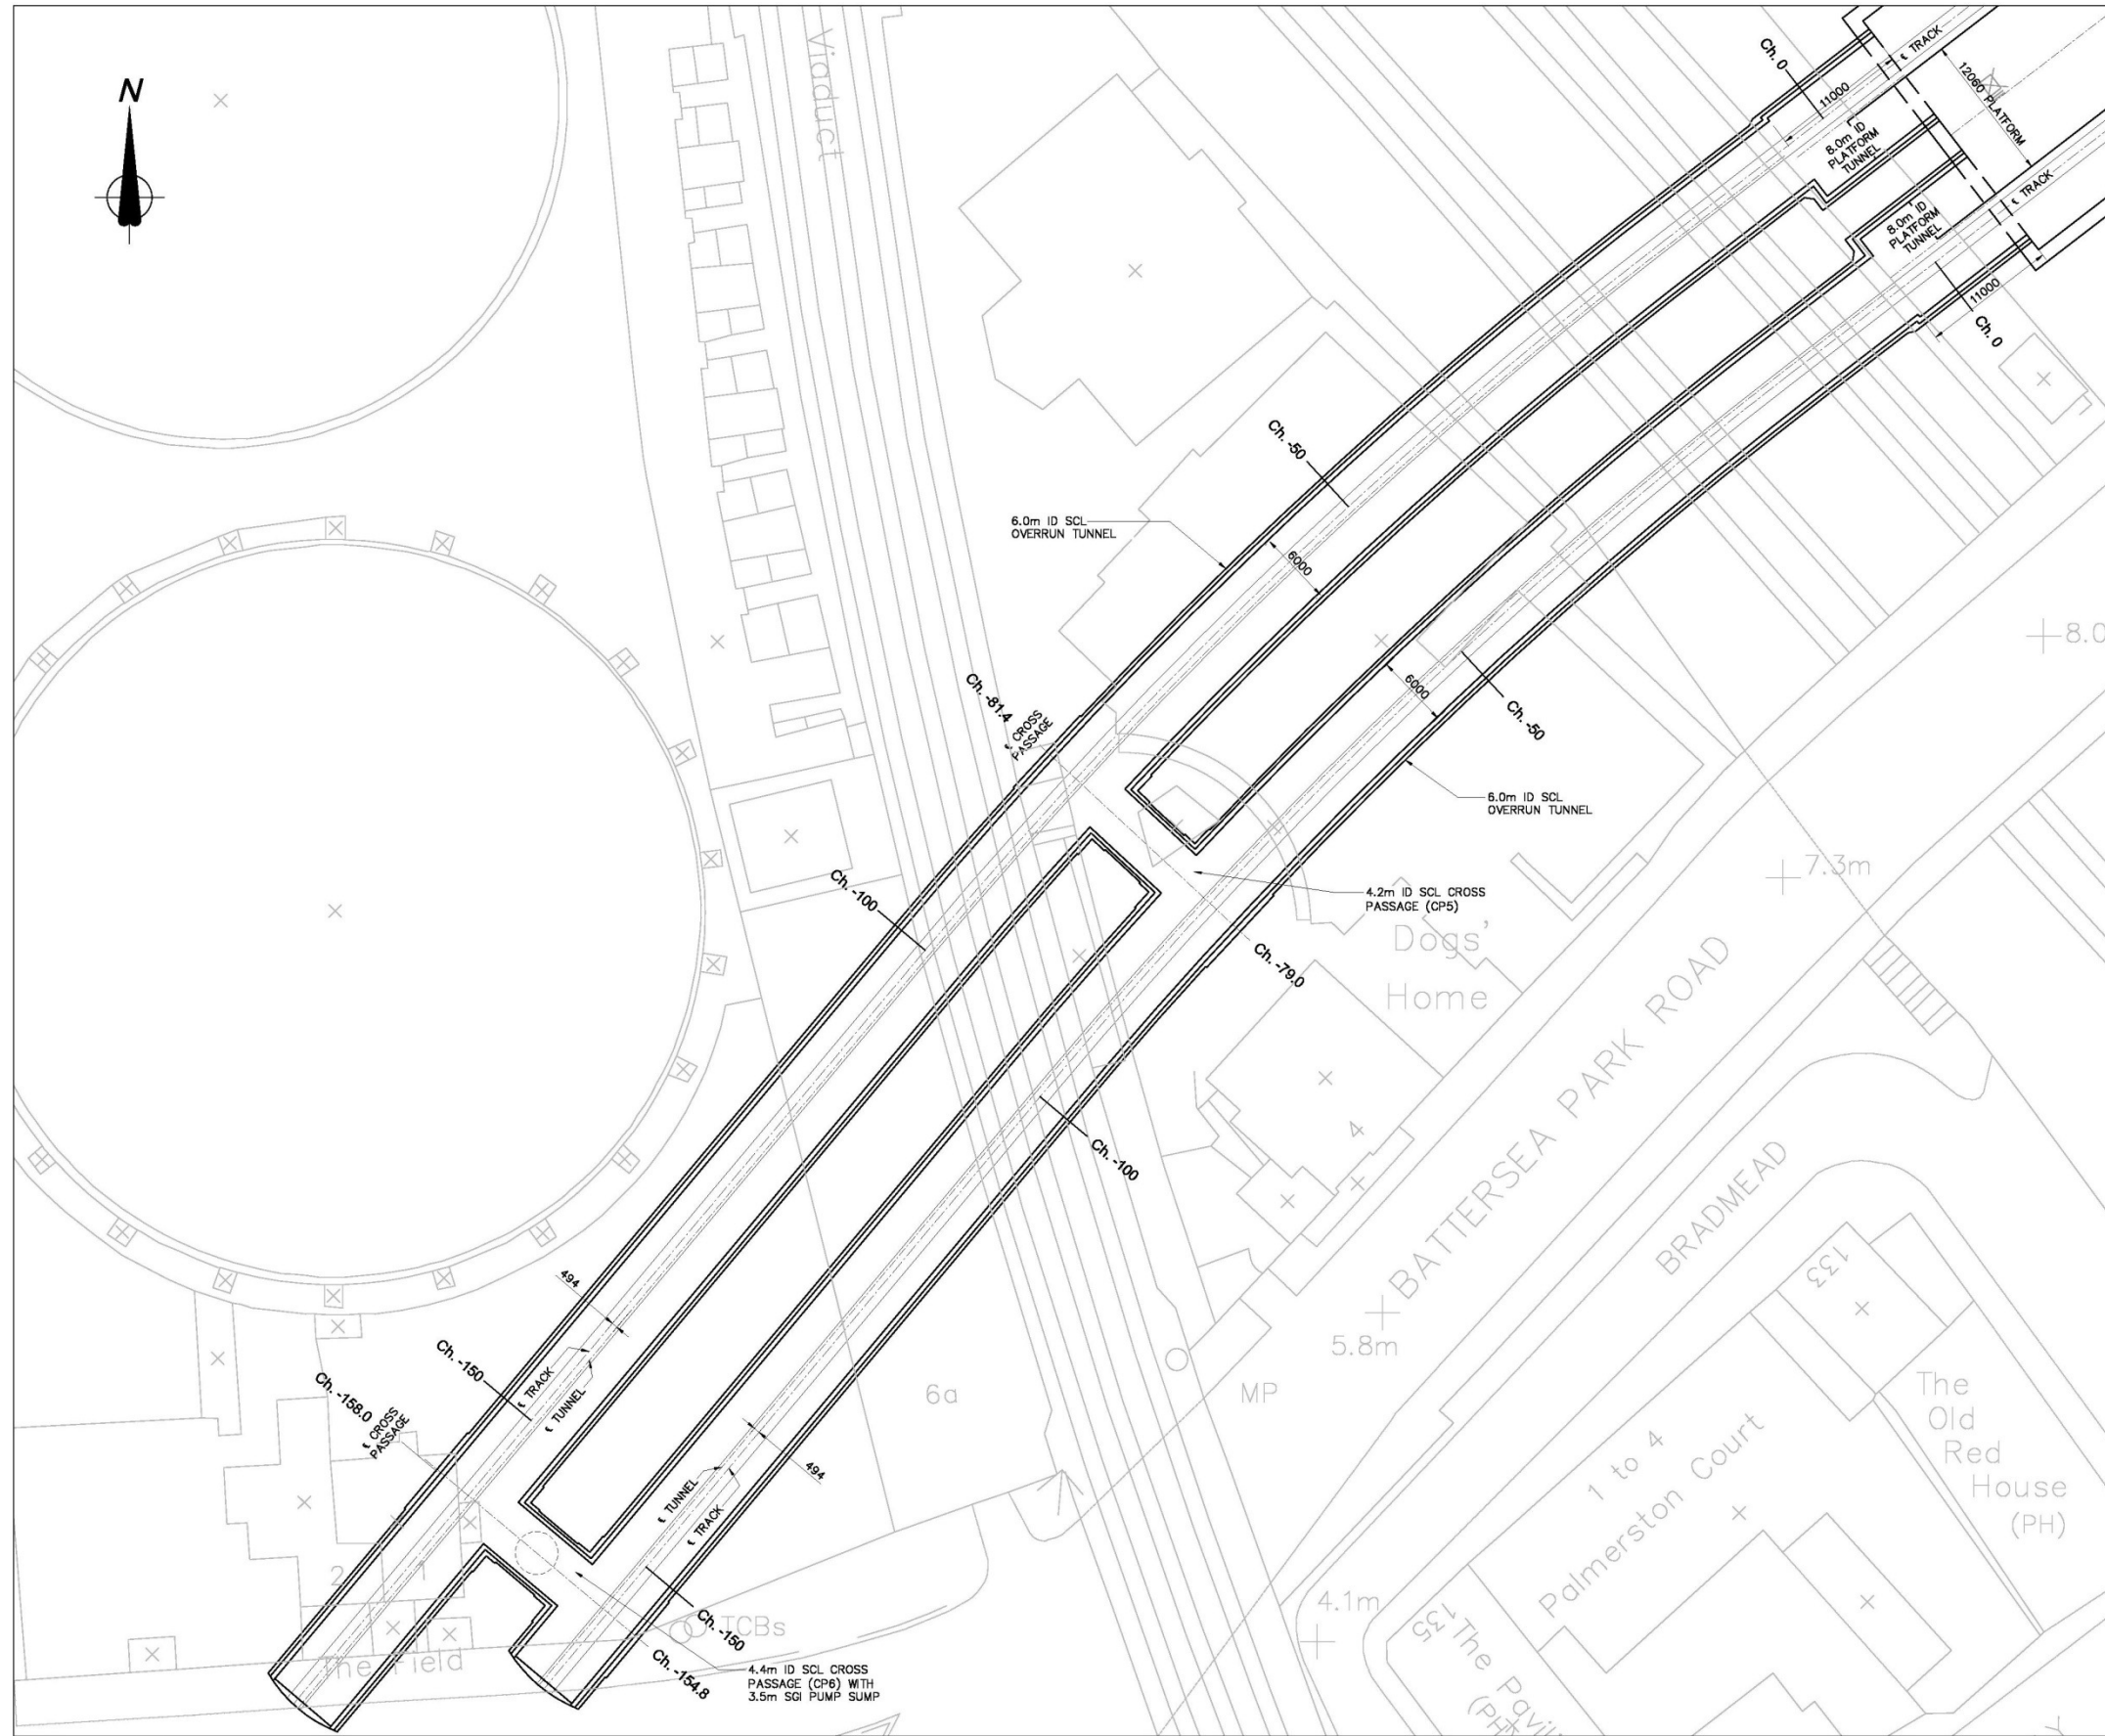 N
Viaduct
Ch. 0
11000
℄ TRACK
12060 PLATFORM
8.0m ID
PLATFORM
TUNNEL
℄ TRACK
8.0m ID
PLATFORM
TUNNEL
11000
Ch. 0
Ch. -50
6.0m ID SCL
OVERRUN TUNNEL
6000
8.0
6000
Ch. -50
Ch. -81.4
℄ CROSS
PASSAGE
6.0m ID SCL
OVERRUN TUNNEL
7.3m
Ch. -100
4.2m ID SCL CROSS
PASSAGE (CP5)
Dogs'
Home
Ch. -79.0
BATTERSEA PARK ROAD
4
Ch. -100
BRADMEAD
133
494
5.8m
Ch. -150
℄ TRACK
℄ TUNNEL
6a
MP
The
Old
Red
House
(PH)
Ch. -158.0
℄ CROSS
PASSAGE
1 to 4
Palmerston Court
494
℄ TUNNEL
℄ TRACK
2
1
The Field
TCBs
4.1m
135
The Pavil
(PH)
Ch. -150
Ch. -154.8
4.4m ID SCL CROSS
PASSAGE (CP6) WITH
3.5m SGI PUMP SUMP